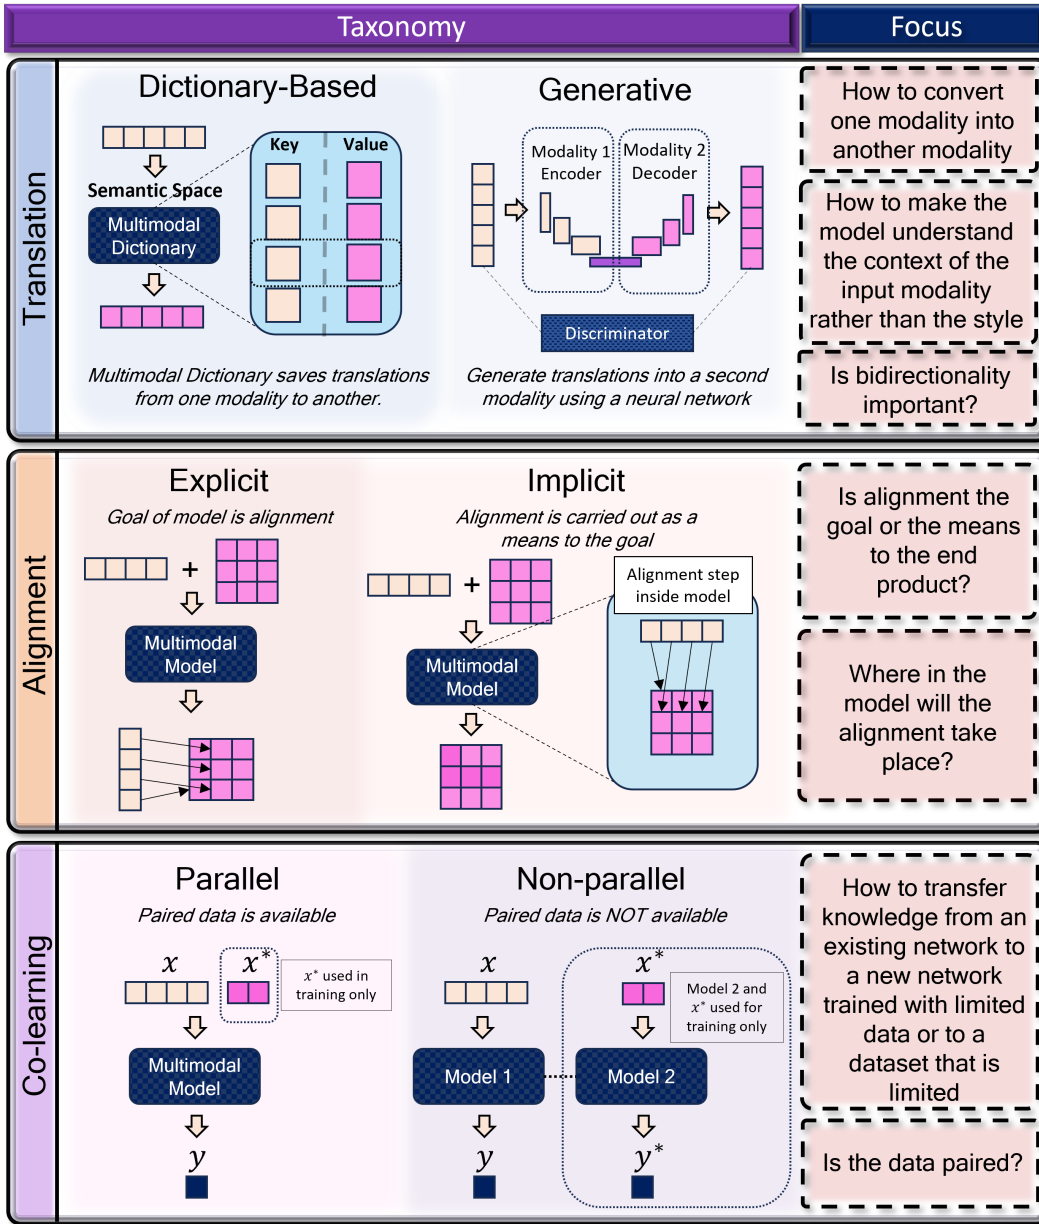 Taxonomy
Focus
Translation
Dictionary-Based
Semantic Space
Multimodal
Dictionary
Key
Value
Multimodal Dictionary saves translations
from one modality to another.
Generative
Modality 1
Encoder
Modality 2
Decoder
Discriminator
Generate translations into a second
modality using a neural network
How to convert
one modality into
another modality
How to make the
model understand
the context of the
input modality
rather than the style
Is bidirectionality
important?
Alignment
Explicit
Goal of model is alignment
+
Multimodal
Model
Implicit
Alignment is carried out as a
means to the goal
+
Multimodal
Model
Alignment step
inside model
Is alignment the
goal or the means
to the end
product?
Where in the
model will the
alignment take
place?
Co-learning
Parallel
Paired data is available
x
x*
x* used in
training only
Multimodal
Model
y
Non-parallel
Paired data is NOT available
x
x*
Model 2 and
x* used for
training only
Model 1
Model 2
y
y*
How to transfer
knowledge from an
existing network to
a new network
trained with limited
data or to a
dataset that is
limited
Is the data paired?